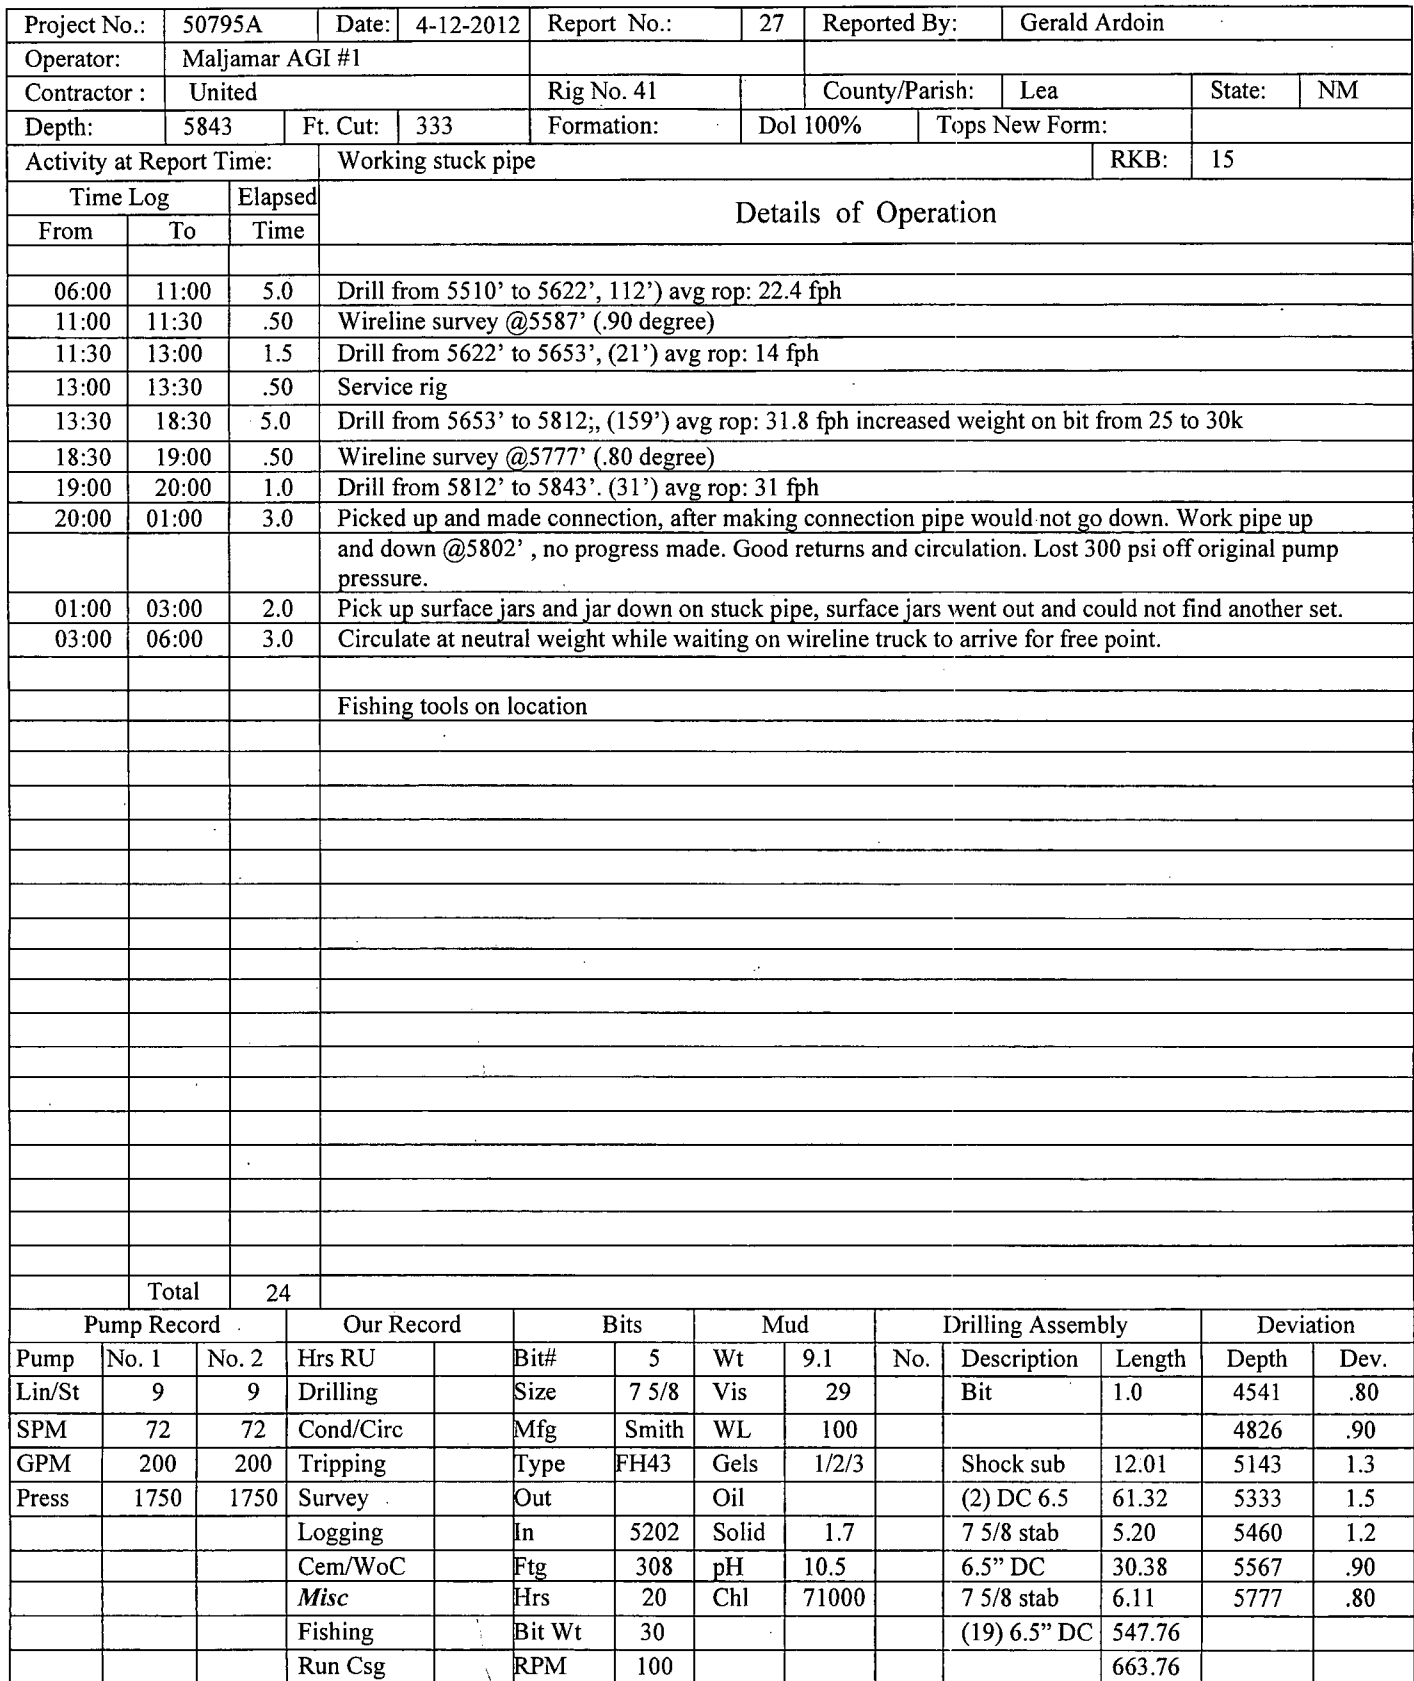 Project No.: 50795A Date: 4-12-2012 Report No.: 27 Reported By: Gerald Ardoin
Operator: Maljamar AGI #1
Contractor : United Rig No. 41 County/Parish: Lea State: NM
Depth: 5843 Ft. Cut: 333 Formation: Dol 100% Tops New Form:
Activity at Report Time: Working stuck pipe RKB: 15
Time Log Elapsed Details of Operation
From To Time
06:00 11:00 5.0 Drill from 5510’ to 5622’, 112’) avg rop: 22.4 fph
11:00 11:30 .50 Wireline survey @5587’ (.90 degree)
11:30 13:00 1.5 Drill from 5622’ to 5653’, (21’) avg rop: 14 fph
13:00 13:30 .50 Service rig
13:30 18:30 5.0 Drill from 5653’ to 5812;, (159’) avg rop: 31.8 fph increased weight on bit from 25 to 30k
18:30 19:00 .50 Wireline survey @5777’ (.80 degree)
19:00 20:00 1.0 Drill from 5812’ to 5843’. (31’) avg rop: 31 fph
20:00 01:00 3.0 Picked up and made connection, after making connection pipe would not go down. Work pipe up
and down @5802’ , no progress made. Good returns and circulation. Lost 300 psi off original pump
pressure.
01:00 03:00 2.0 Pick up surface jars and jar down on stuck pipe, surface jars went out and could not find another set.
03:00 06:00 3.0 Circulate at neutral weight while waiting on wireline truck to arrive for free point.
Fishing tools on location
Total 24
Pump Record Our Record Bits Mud Drilling Assembly Deviation
Pump No. 1 No. 2 Hrs RU Bit# 5 Wt 9.1 No. Description Length Depth Dev.
Lin/St 9 9 Drilling Size 7 5/8 Vis 29 Bit 1.0 4541 .80
SPM 72 72 Cond/Circ Mfg Smith WL 100 4826 .90
GPM 200 200 Tripping Type FH43 Gels 1/2/3 Shock sub 12.01 5143 1.3
Press 1750 1750 Survey Out Oil (2) DC 6.5 61.32 5333 1.5
Logging In 5202 Solid 1.7 7 5/8 stab 5.20 5460 1.2
Cem/WoC Ftg 308 pH 10.5 6.5” DC 30.38 5567 .90
Misc Hrs 20 Chl 71000 7 5/8 stab 6.11 5777 .80
Fishing Bit Wt 30 (19) 6.5” DC 547.76
Run Csg RPM 100 663.76